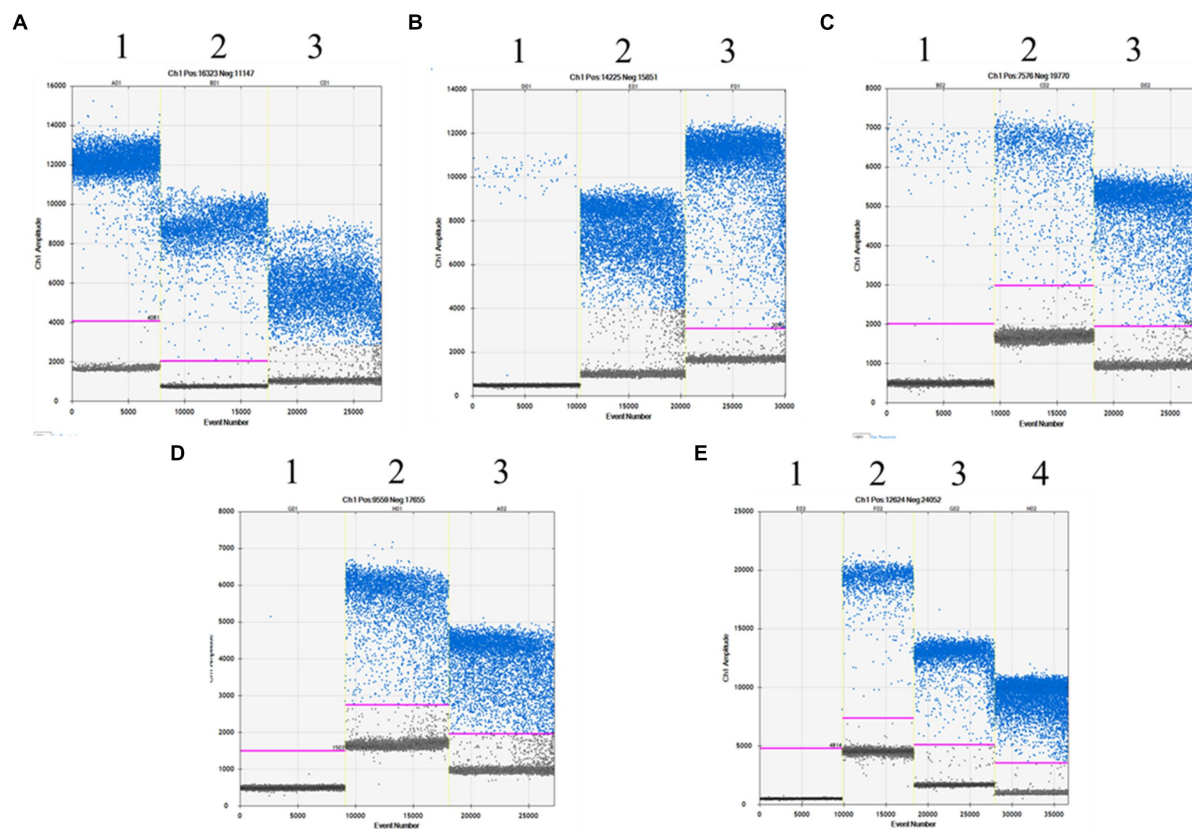 A
1 2 3
Ch1 Pos:16323 Neg:11147
A01 B01 C01
16000
14000
12000
10000
8000
6000
4000
2000
0
4081
Ch1 Amplitude
0 5000 10000 15000 20000 25000
Event Number
B
1 2 3
Ch1 Pos:14225 Neg:15851
D01 E01 F01
14000
12000
10000
8000
6000
4000
2000
0
Ch1 Amplitude
0 5000 10000 15000 20000 25000 30000
Event Number
C
1 2 3
Ch1 Pos:7576 Neg:19770
B02 C02 D02
8000
7000
6000
5000
4000
3000
2000
1000
0
Ch1 Amplitude
0 5000 10000 15000 20000 25000
Event Number
D
1 2 3
Ch1 Pos:9559 Neg:17655
G01 H01 A02
8000
7000
6000
5000
4000
3000
2000
1000
0
Ch1 Amplitude
0 5000 10000 15000 20000 25000
Event Number
E
1 2 3 4
Ch1 Pos:12624 Neg:24052
E02 F02 G02 H02
25000
20000
15000
10000
5000
0
4814
Ch1 Amplitude
0 5000 10000 15000 20000 25000 30000 35000
Event Number